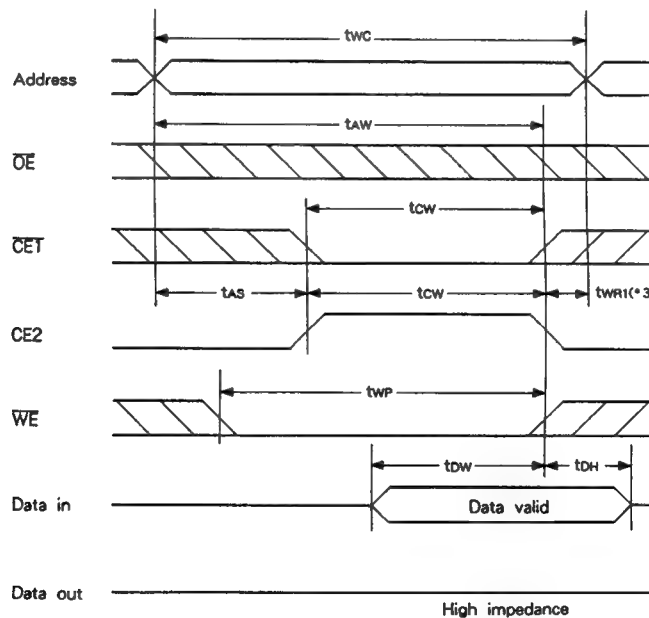 tWC
Address
tAW
OE
tCW
CE1
tAS
tCW
tWR1(*3
CE2
tWP
WE
tDW
tDH
Data in
Data valid
Data out
High impedance